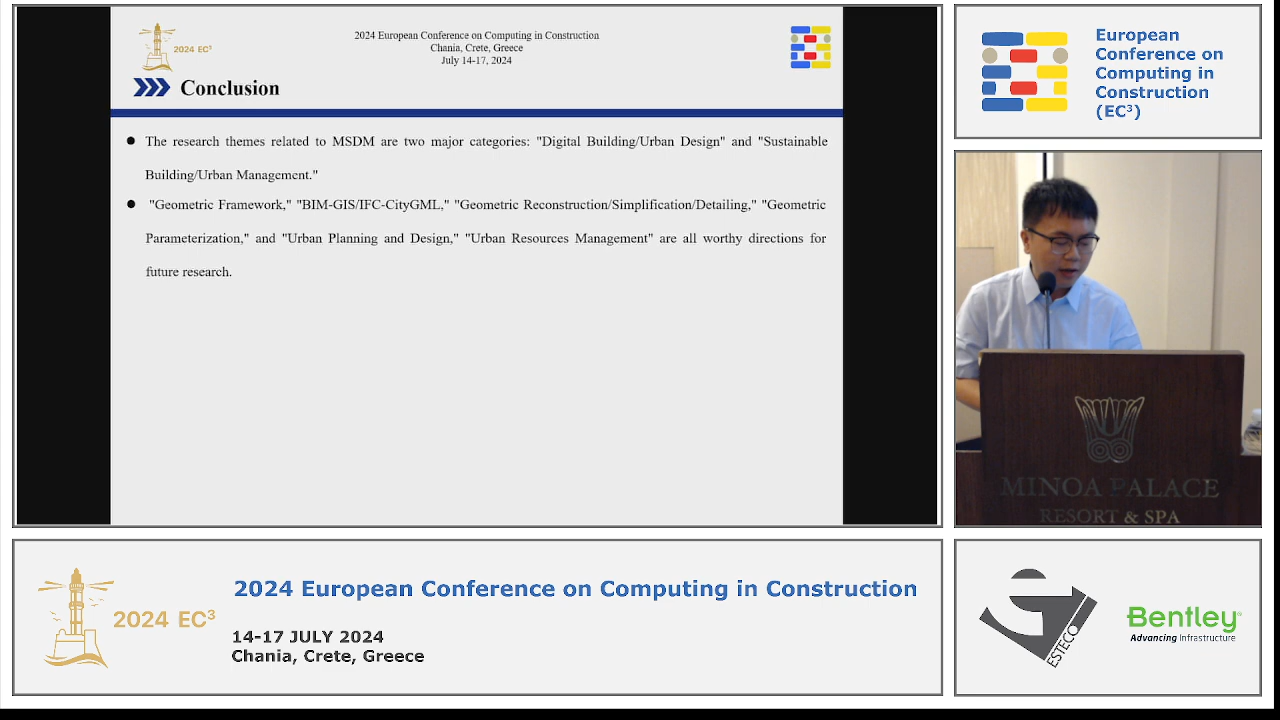 2024 EC³
2024 European Conference on Computing in Construction
Chania, Crete, Greece
July 14-17, 2024
Conclusion
The research themes related to MSDM are two major categories: "Digital Building/Urban Design" and "Sustainable
Building/Urban Management."
"Geometric Framework," "BIM-GIS/IFC-CityGML," "Geometric Reconstruction/Simplification/Detailing," "Geometric
Parameterization," and "Urban Planning and Design," "Urban Resources Management" are all worthy directions for
future research.
European
Conference on
Computing in
Construction
(EC³)
MINOA PALACE
RESORT & SPA
2024 EC³
2024 European Conference on Computing in Construction
14-17 JULY 2024
Chania, Crete, Greece
ESTECO
Bentley
Advancing Infrastructure